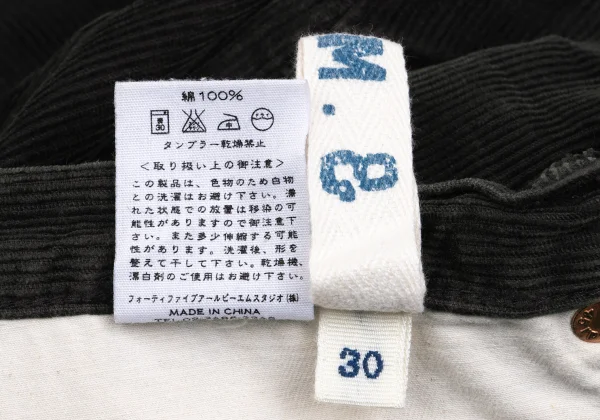 綿100%
弱
30
中
タンブラー乾燥禁止
<取り扱い上の御注意>
この製品は、色物のため白物
との洗濯はお避け下さい。濡
れた状感での放置は移染の可
能性がありますので御注意下
さい。また多少伸縮する可能
性があります。洗濯後、形を
整えて干して下さい。乾燥機、
漂白剤のご使用はお避け下さい。
フォーティファイブアールピーエムスタジオ(株)
MADE IN CHINA
M.8
30